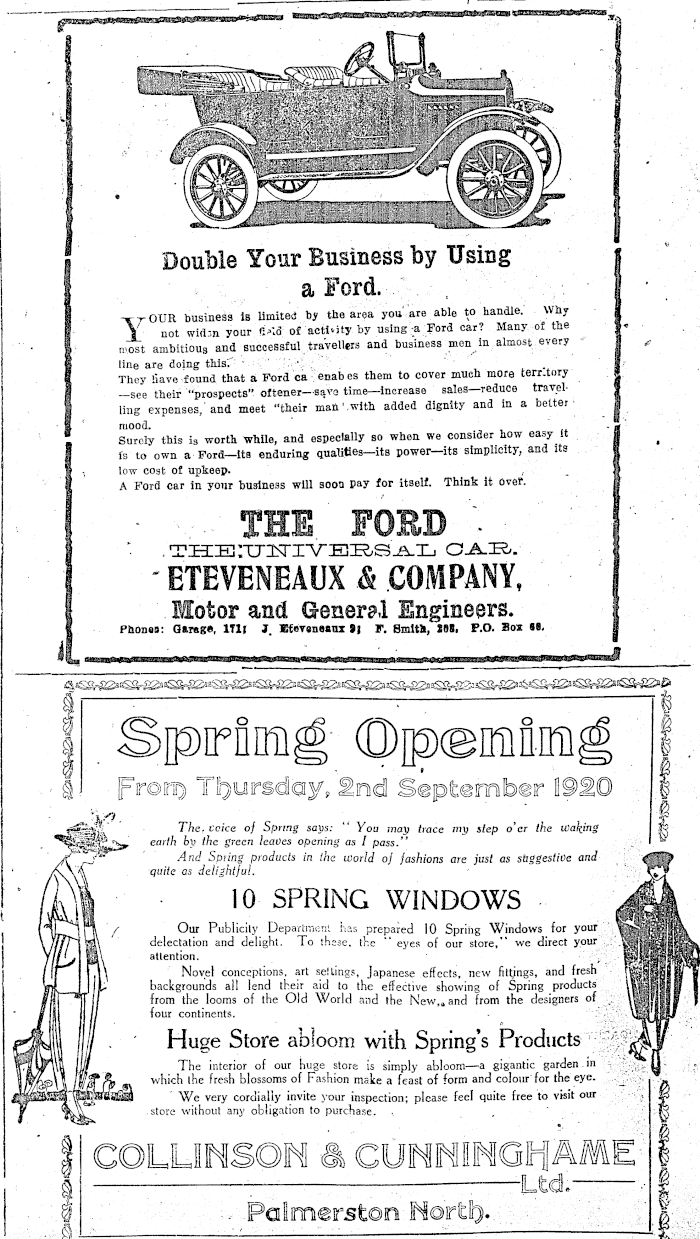 Double Your Business by Using
a Ford.
YOUR business is limited by the area you are able to handle. Why
not widen your field of activity by using a Ford car? Many of the
most ambitious and successful travellers and business men in almost every
line are doing this.
They have found that a Ford ca enab es them to cover much more territory
—see their "prospects" oftener—save time—increase sales—reduce travel-
ling expenses, and meet "their man' with added dignity and in a better
mood.
Surely this is worth while, and especially so when we consider how easy it
is to own a Ford—its enduring qualities—its power—its simplicity, and its
low cost of upkeep.
A Ford car in your business will soon pay for itself. Think it over.
THE FORD
THE UNIVERSAL CAR.
ETEVENEAUX & COMPANY,
Motor and General Engineers.
Phones: Garage, 1711; J. Eteveneaux 9; F. Smith, P.O. Box 68.
Spring Opening
From Thursday, 2nd September 1920
The voice of Spring says: "You may trace my step o'er the waking
earth by the green leaves opening as I pass."
And Spring products in the world of fashions are just as suggestive and
quite as delightful.
10 SPRING WINDOWS
Our Publicity Department has prepared 10 Spring Windows for your
delectation and delight. To these, the "eyes of our store," we direct your
attention.
Novel conceptions, art settings, Japanese effects, new fittings, and fresh
backgrounds all lend their aid to the effective showing of Spring products
from the looms of the Old World and the New, and from the designers of
four continents.
Huge Store abloom with Spring's Products
The interior of our huge store is simply abloom—a gigantic garden in
which the fresh blossoms of Fashion make a feast of form and colour for the eye.
We very cordially invite your inspection; please feel quite free to visit our
store without any obligation to purchase.
COLLINSON & CUNNINGHAME
Ltd.
Palmerston North.